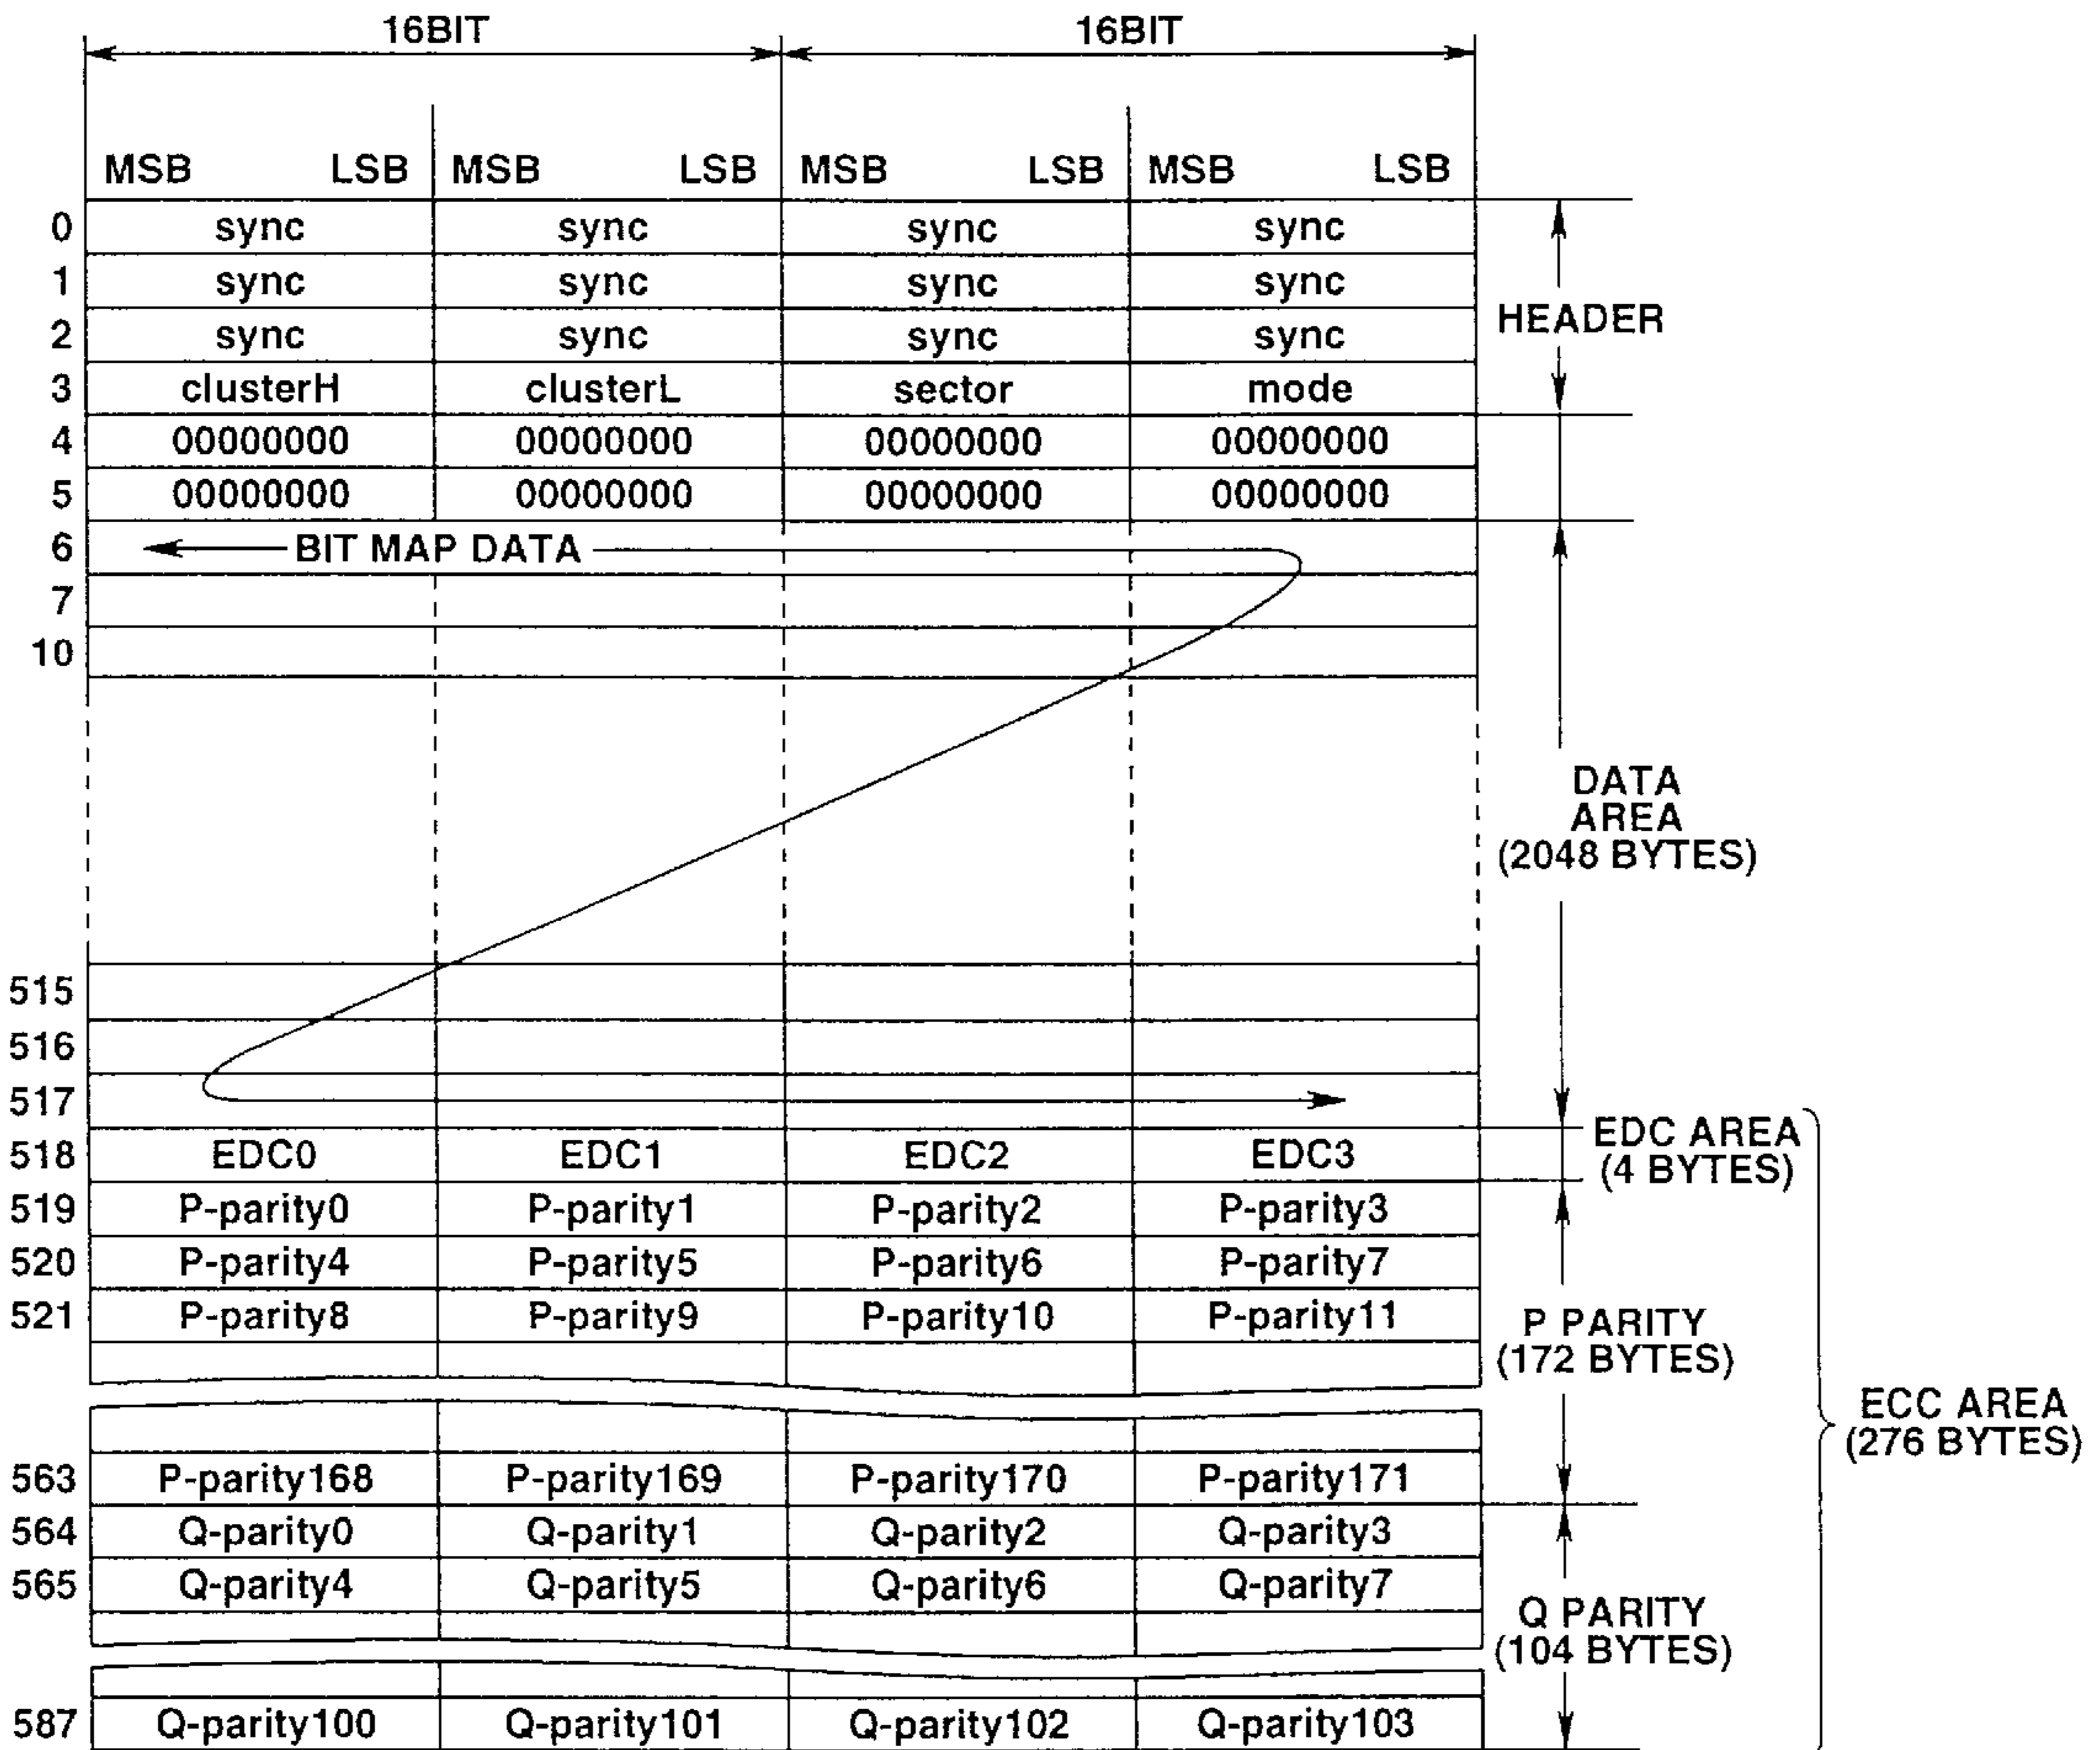 16BIT 16BIT
MSB LSB MSB LSB MSB LSB MSB LSB
0 sync sync sync sync
1 sync sync sync sync
2 sync sync sync sync
HEADER
3 clusterH clusterL sector mode
4 00000000 00000000 00000000 00000000
5 00000000 00000000 00000000 00000000
6 BIT MAP DATA
7
10
DATA
AREA
(2048 BYTES)
515
516
517
518 EDC0 EDC1 EDC2 EDC3
EDC AREA
(4 BYTES)
519 P-parity0 P-parity1 P-parity2 P-parity3
520 P-parity4 P-parity5 P-parity6 P-parity7
521 P-parity8 P-parity9 P-parity10 P-parity11
P PARITY
(172 BYTES)
ECC AREA
(276 BYTES)
563 P-parity168 P-parity169 P-parity170 P-parity171
564 Q-parity0 Q-parity1 Q-parity2 Q-parity3
565 Q-parity4 Q-parity5 Q-parity6 Q-parity7
Q PARITY
(104 BYTES)
587 Q-parity100 Q-parity101 Q-parity102 Q-parity103